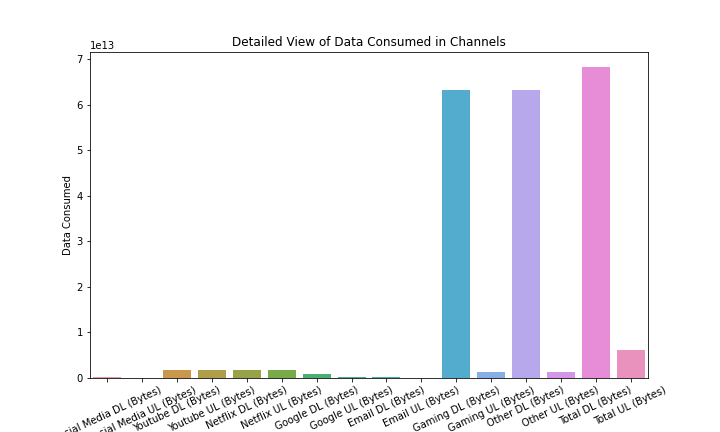 Detailed View of Data Consumed in Channels
1e13
7
6
5
4
3
2
1
0
Data Consumed
Media DL (Bytes)
Media UL (Bytes)
Youtube DL (Bytes)
Youtube UL (Bytes)
Netflix DL (Bytes)
Netflix UL (Bytes)
Google DL (Bytes)
Google UL (Bytes)
Email DL (Bytes)
Email UL (Bytes)
Gaming DL (Bytes)
Gaming UL (Bytes)
Other DL (Bytes)
Other UL (Bytes)
Total DL (Bytes)
Total UL (Bytes)